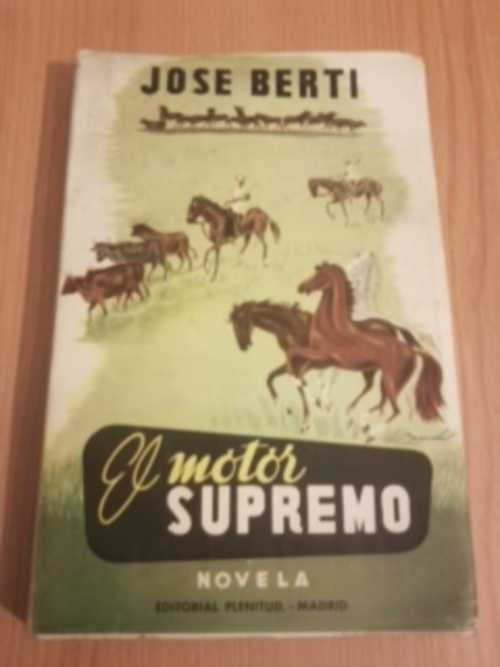 JOSE BERTI
El motor
SUPREMO
NOVELA
EDITORIAL PLENITUD. - MADRID